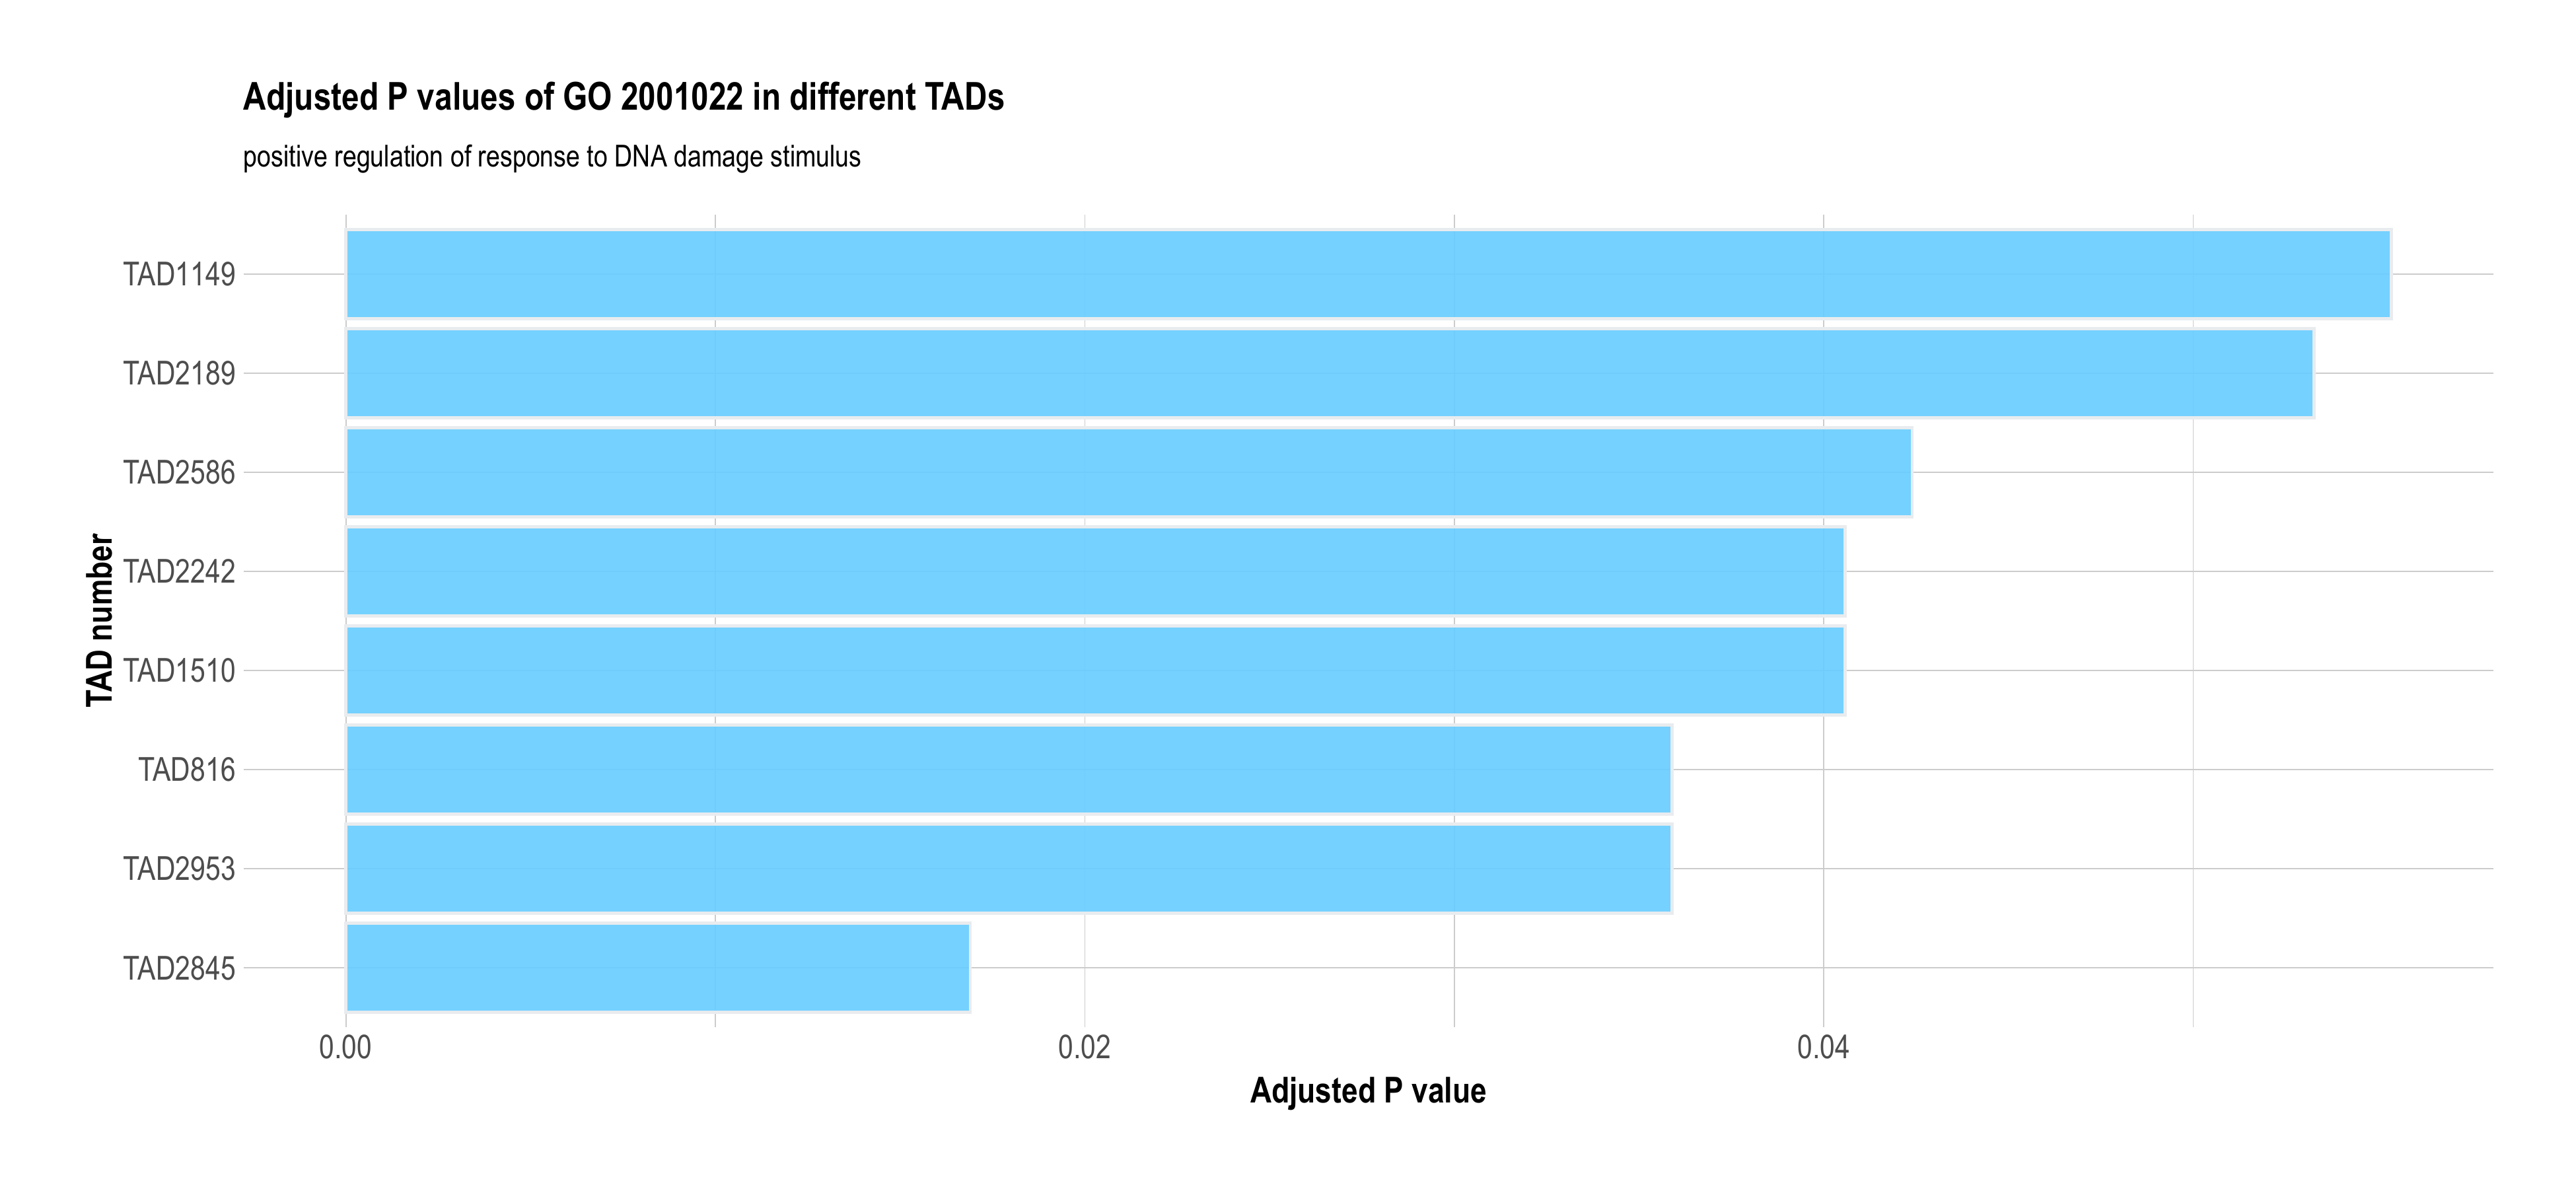 Adjusted P values of GO 2001022 in different TADs
positive regulation of response to DNA damage stimulus
TAD number
TAD1149
TAD2189
TAD2586
TAD2242
TAD1510
TAD816
TAD2953
TAD2845
0.00 0.02 0.04
Adjusted P value